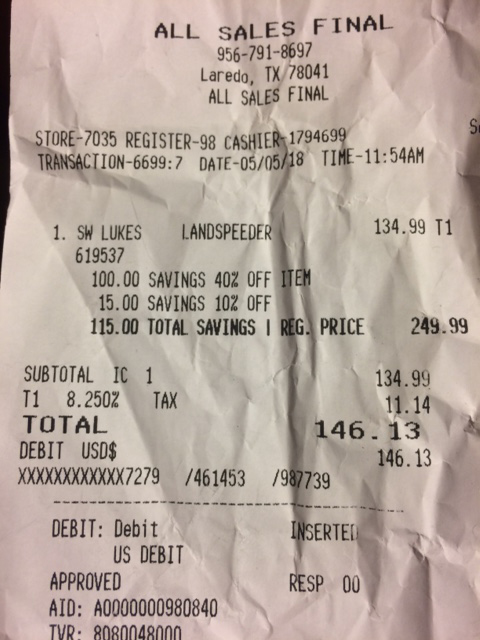 ALL SALES FINAL
956-791-8697
Laredo, TX 78041
ALL SALES FINAL
STORE-7035 REGISTER-98 CASHIER-1794699
TRANSACTION-6699:7 DATE-05/05/18 TIME-11:54AM
1. SW LUKES LANDSPEEDER 134.99 T1
619537
100.00 SAVINGS 40% OFF ITEM
15.00 SAVINGS 10% OFF
115.00 TOTAL SAVINGS | REG. PRICE 249.99
SUBTOTAL IC 1 134.99
T1 8.250% TAX 11.14
TOTAL 146.13
DEBIT USD$ 146.13
XXXXXXXXXXXX7279 /461453 /987739
DEBIT: Debit INSERTED
US DEBIT
APPROVED RESP 00
AID: A0000000980840
TVR: 8080048000